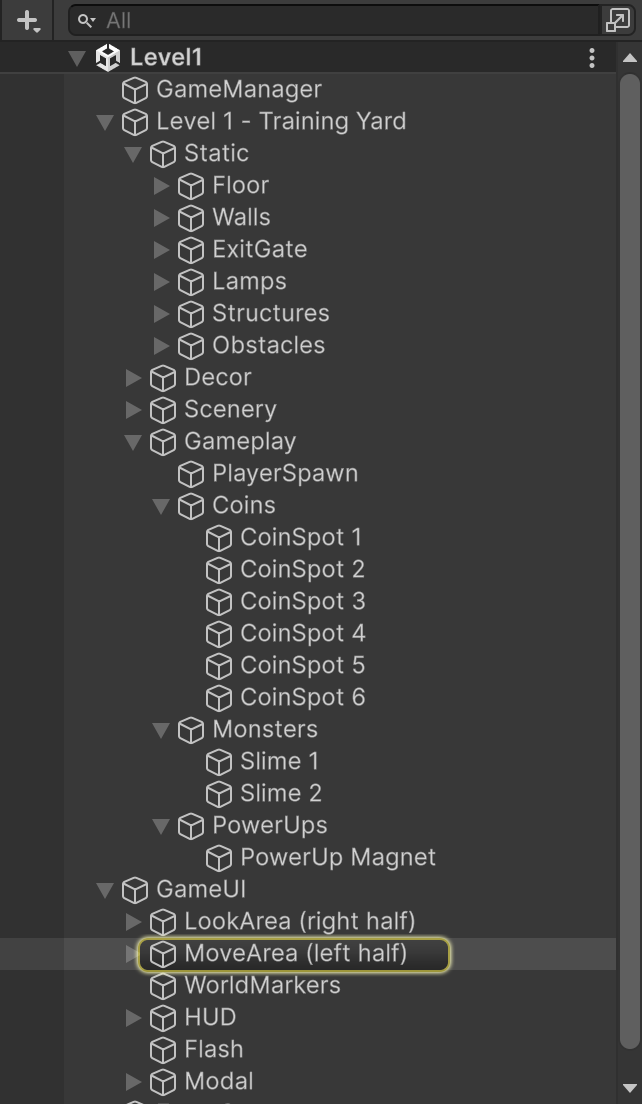 All
Level1
GameManager
Level 1 - Training Yard
Static
Floor
Walls
ExitGate
Lamps
Structures
Obstacles
Decor
Scenery
Gameplay
PlayerSpawn
Coins
CoinSpot 1
CoinSpot 2
CoinSpot 3
CoinSpot 4
CoinSpot 5
CoinSpot 6
Monsters
Slime 1
Slime 2
PowerUps
PowerUp Magnet
GameUI
LookArea (right half)
MoveArea (left half)
WorldMarkers
HUD
Flash
Modal